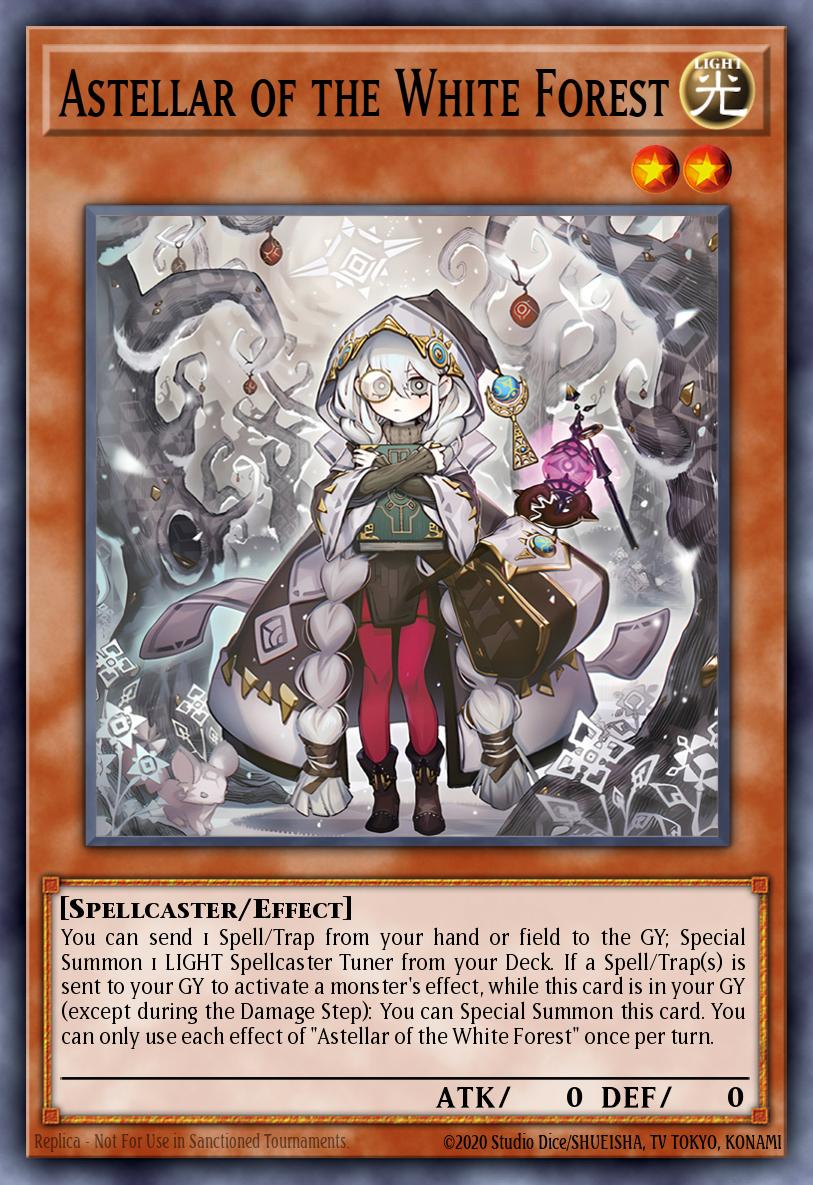 Astellar of the White Forest
LIGHT
光
[Spellcaster/Effect]
You can send 1 Spell/Trap from your hand or field to the GY; Special
Summon 1 LIGHT Spellcaster Tuner from your Deck. If a Spell/Trap(s) is
sent to your GY to activate a monster's effect, while this card is in your GY
(except during the Damage Step): You can Special Summon this card. You
can only use each effect of "Astellar of the White Forest" once per turn.
ATK/ 0 DEF/ 0
Replica - Not For Use in Sanctioned Tournaments.
©2020 Studio Dice/SHUEISHA, TV TOKYO, KONAMI